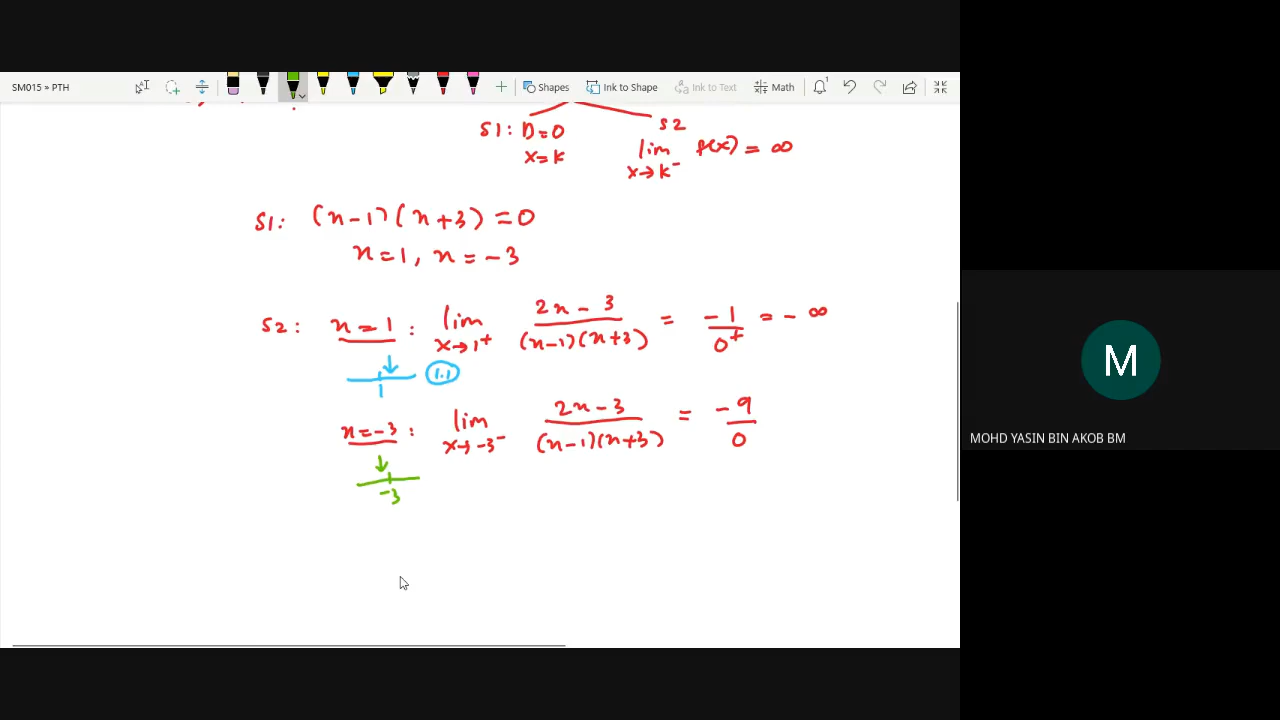 SM015 » PTH
Shapes
Ink to Shape
Ink to Text
Math
1
S1: D=0
x=k
S2
lim x→k⁻ f(x) = ∞
S1: (x-1)(x+3) = 0
x=1, x=-3
S2: x=1: lim x→1⁺ 2x-3/(x-1)(x+3) = -1/0⁺ = -∞
1
1.1
x=-3: lim x→-3⁻ 2x-3/(x-1)(x+3) = -9/0
-3
M
MOHD YASIN BIN AKOB BM